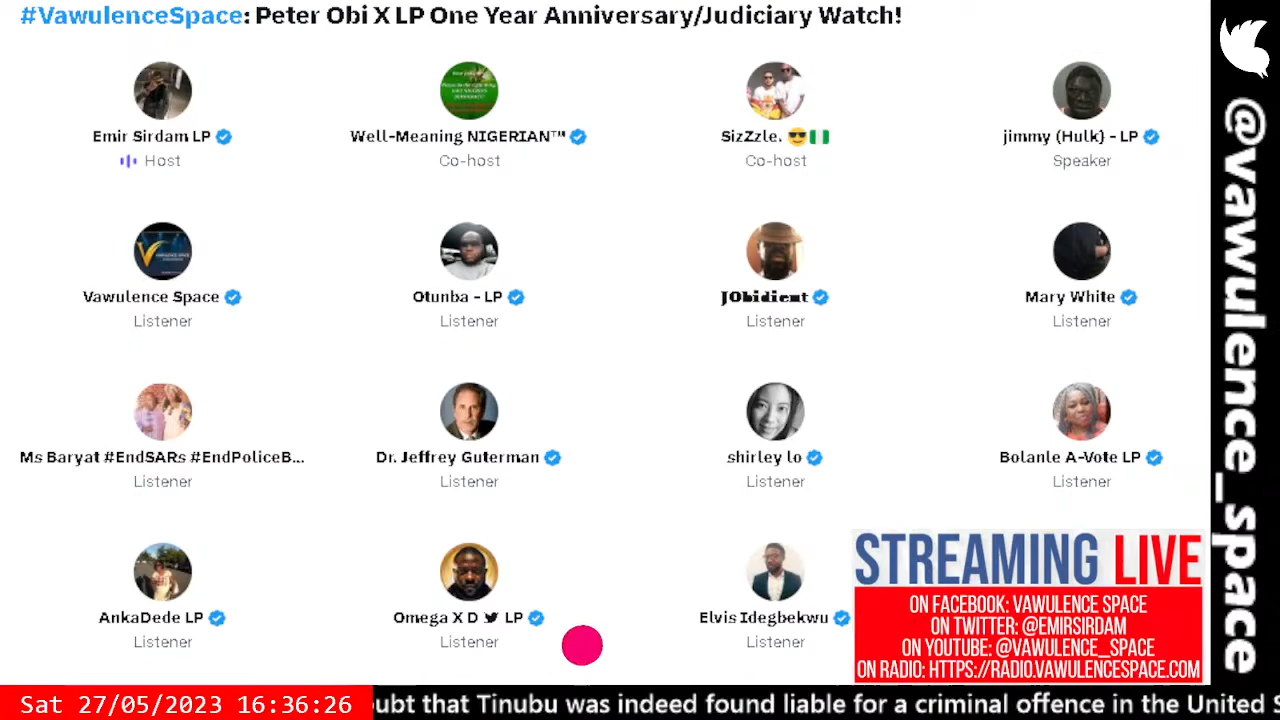 #VawulenceSpace: Peter Obi X LP One Year Anniversary/Judiciary Watch!
Emir Sirdam LP
Host
Well-Meaning NIGERIAN™
Co-host
SizZzle. 😎🇳🇬
Co-host
jimmy (Hulk) - LP
Speaker
Vawulence Space
Listener
Otunba - LP
Listener
JObidient
Listener
Mary White
Listener
Ms Baryat #EndSARs #EndPoliceB...
Listener
Dr. Jeffrey Guterman
Listener
shirley lo
Listener
Bolanle A-Vote LP
Listener
AnkaDede LP
Listener
Omega X D LP
Listener
Elvis Idegbekwu
Listener
STREAMING LIVE
ON FACEBOOK: VAWULENCE SPACE
ON TWITTER: @EMIRSIRDAM
ON YOUTUBE: @VAWULENCE_SPACE
ON RADIO: HTTPS://RADIO.VAWULENCESPACE.COM
@vawulence_space
Sat 27/05/2023 16:36:26
ubt that Tinubu was indeed found liable for a criminal offence in the United S